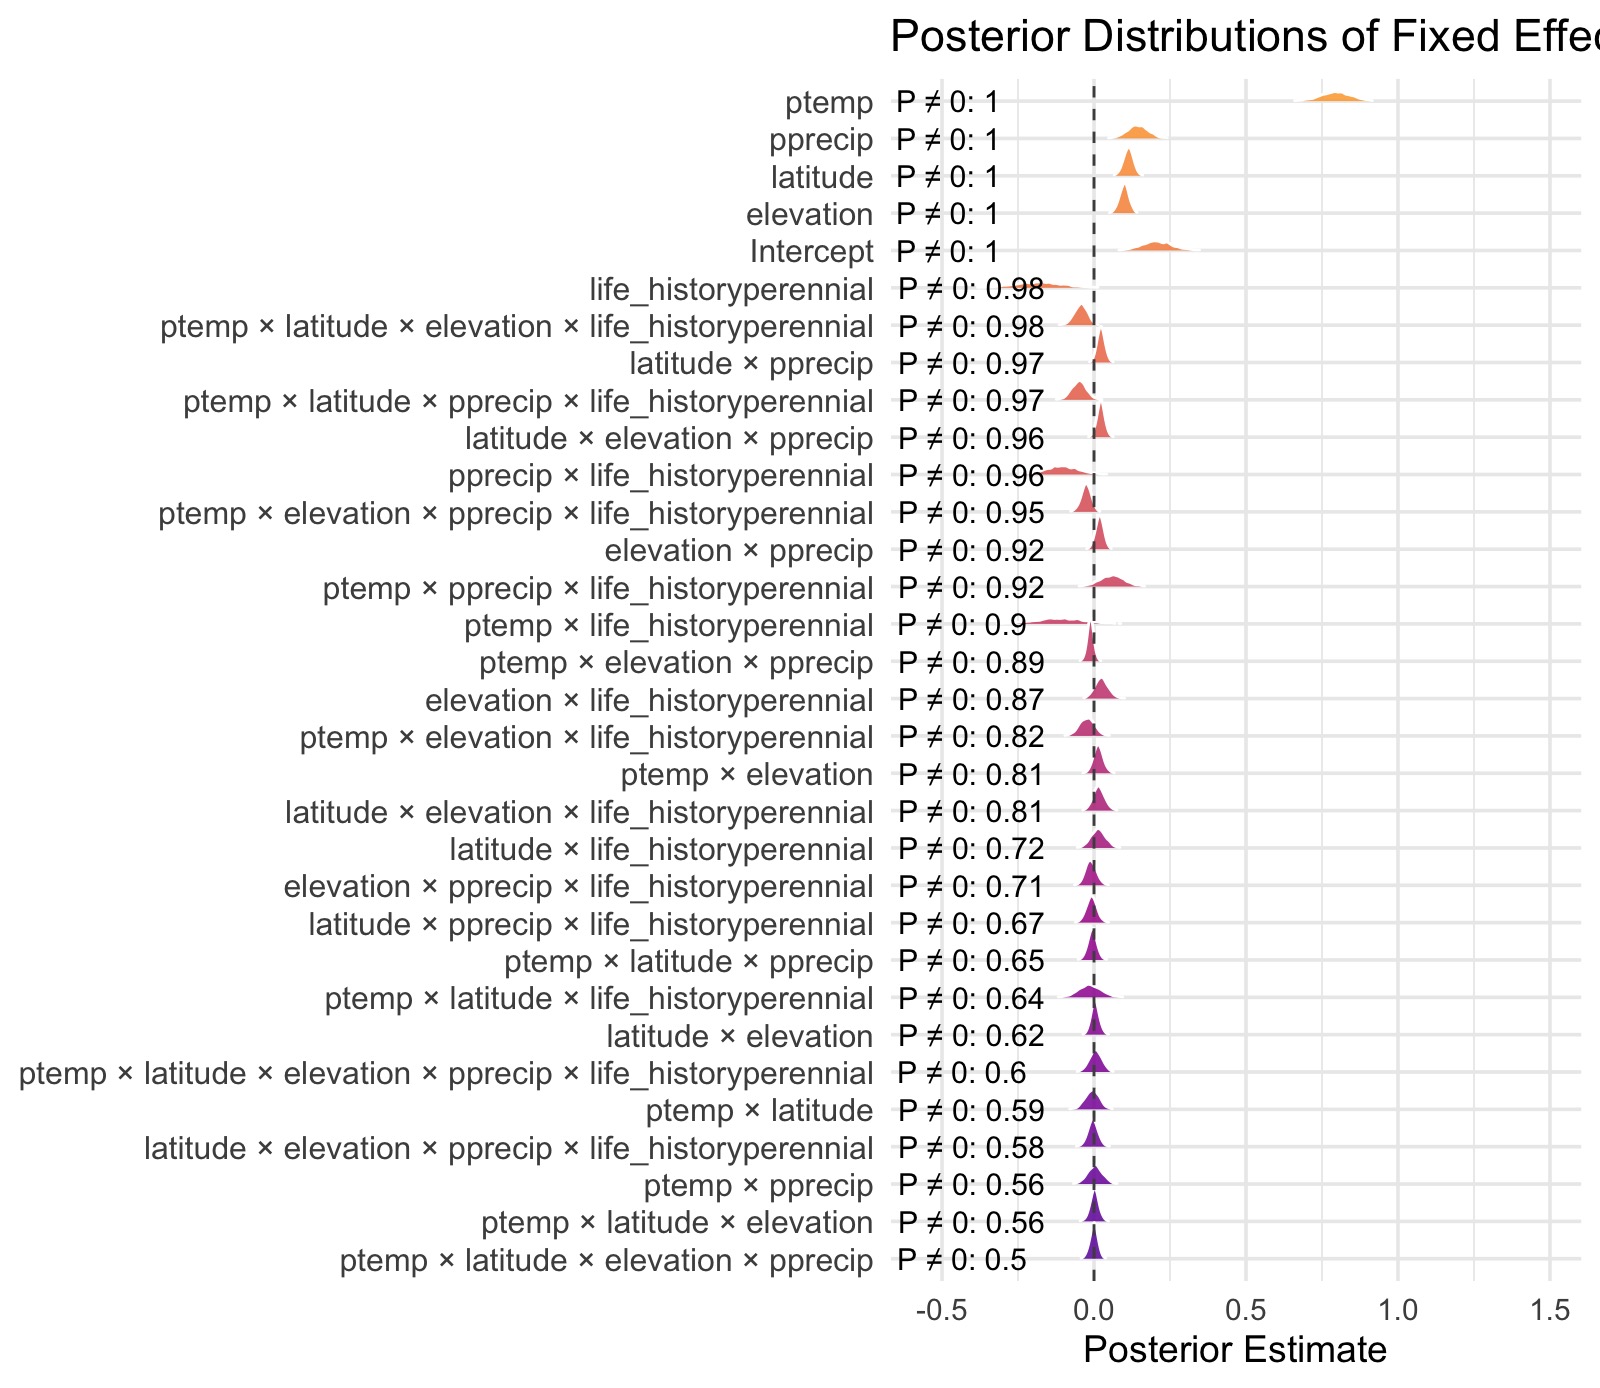 Posterior Distributions of Fixed Effec
ptemp P ≠ 0: 1
pprecip P ≠ 0: 1
latitude P ≠ 0: 1
elevation P ≠ 0: 1
Intercept P ≠ 0: 1
life_historyperennial P ≠ 0: 0.98
ptemp × latitude × elevation × life_historyperennial P ≠ 0: 0.98
latitude × pprecip P ≠ 0: 0.97
ptemp × latitude × pprecip × life_historyperennial P ≠ 0: 0.97
latitude × elevation × pprecip P ≠ 0: 0.96
pprecip × life_historyperennial P ≠ 0: 0.96
ptemp × elevation × pprecip × life_historyperennial P ≠ 0: 0.95
elevation × pprecip P ≠ 0: 0.92
ptemp × pprecip × life_historyperennial P ≠ 0: 0.92
ptemp × life_historyperennial P ≠ 0: 0.9
ptemp × elevation × pprecip P ≠ 0: 0.89
elevation × life_historyperennial P ≠ 0: 0.87
ptemp × elevation × life_historyperennial P ≠ 0: 0.82
ptemp × elevation P ≠ 0: 0.81
latitude × elevation × life_historyperennial P ≠ 0: 0.81
latitude × life_historyperennial P ≠ 0: 0.72
elevation × pprecip × life_historyperennial P ≠ 0: 0.71
latitude × pprecip × life_historyperennial P ≠ 0: 0.67
ptemp × latitude × pprecip P ≠ 0: 0.65
ptemp × latitude × life_historyperennial P ≠ 0: 0.64
latitude × elevation P ≠ 0: 0.62
ptemp × latitude × elevation × pprecip × life_historyperennial P ≠ 0: 0.6
ptemp × latitude P ≠ 0: 0.59
latitude × elevation × pprecip × life_historyperennial P ≠ 0: 0.58
ptemp × pprecip P ≠ 0: 0.56
ptemp × latitude × elevation P ≠ 0: 0.56
ptemp × latitude × elevation × pprecip P ≠ 0: 0.5
-0.5 0.0 0.5 1.0 1.5
Posterior Estimate